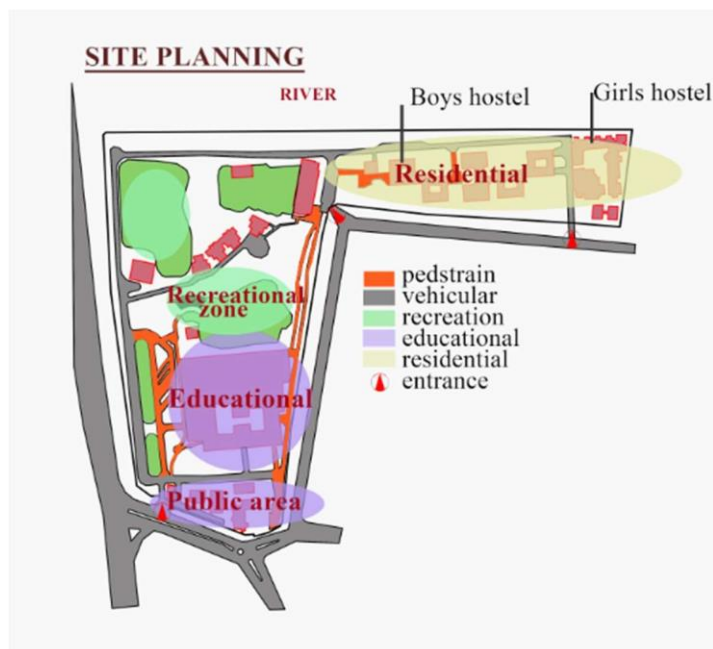 SITE PLANNING
RIVER
Boys hostel
Girls hostel
Residential
Recreational
zone
Educational
Public area
pedstrain
vehicular
recreation
educational
residential
entrance